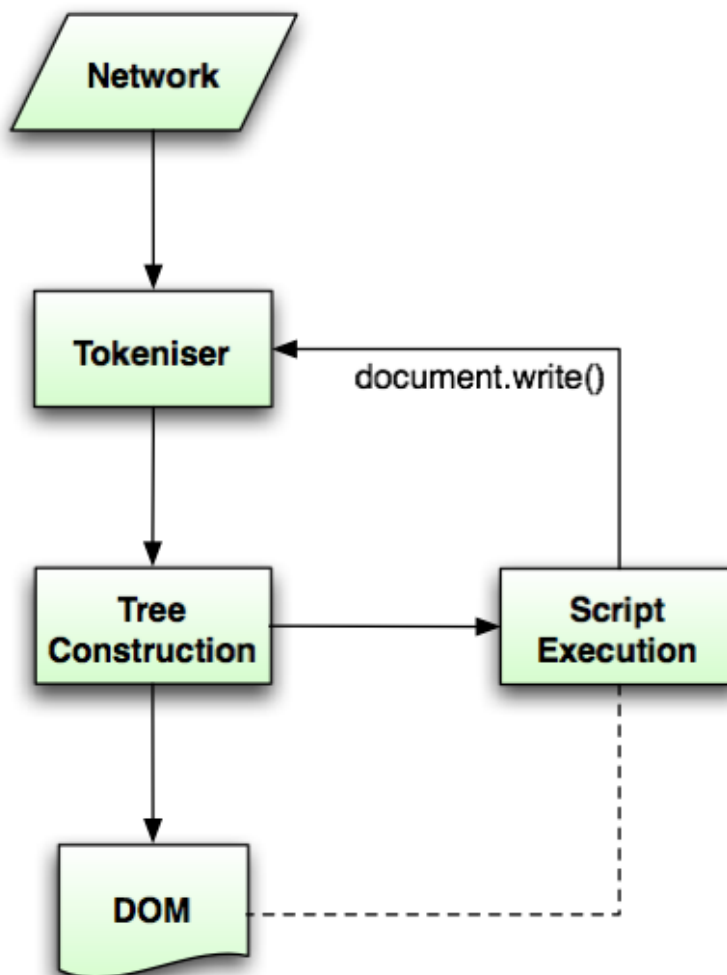 Network
Tokeniser
document.write()
Tree
Construction
Script
Execution
DOM